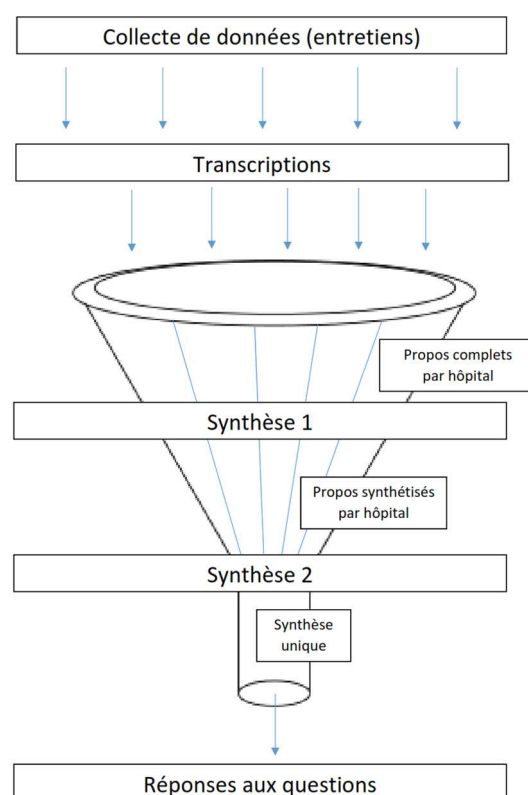 Collecte de données (entretiens)
Transcriptions
Propos complets
par hôpital
Synthèse 1
Propos synthétisés
par hôpital
Synthèse 2
Synthèse
unique
Réponses aux questions